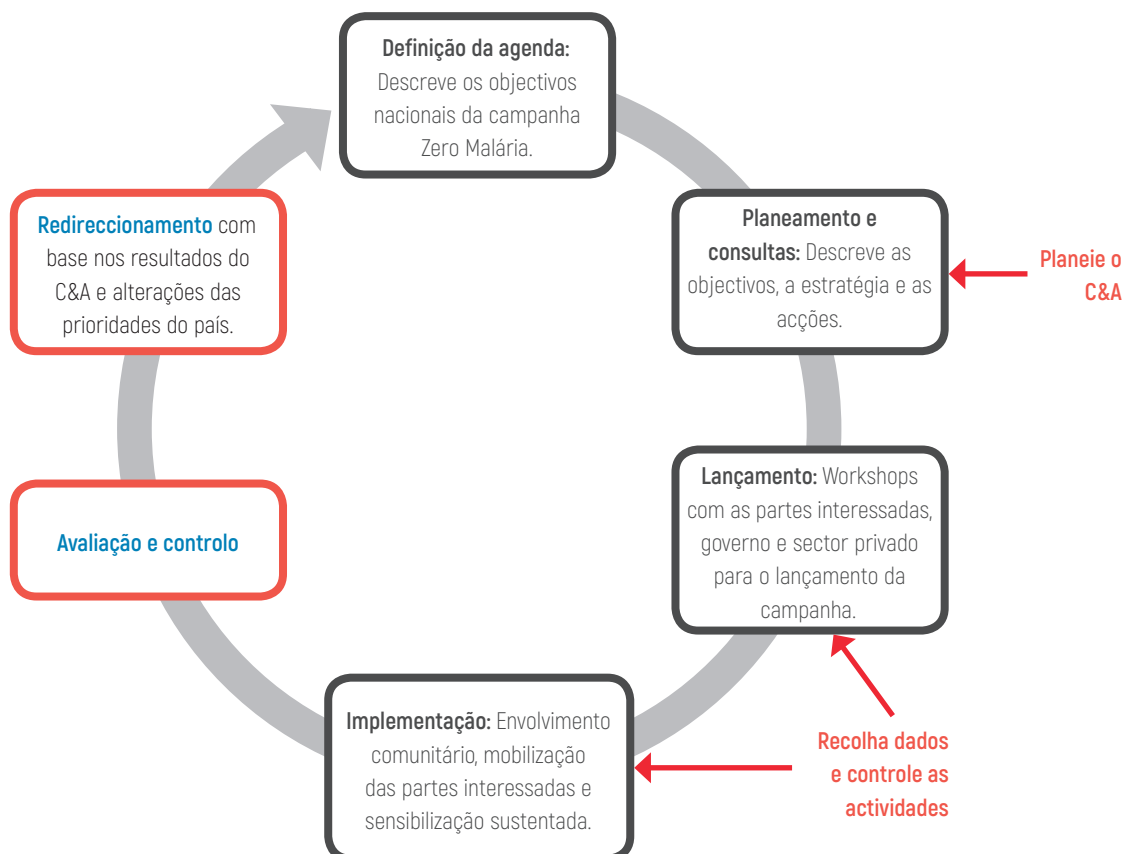 Definição da agenda:
Descreve os objectivos
nacionais da campanha
Zero Malária.
Planeamento e
consultas: Descreve as
objectivos, a estratégia e as
acções.
Planeie o
C&A
Lançamento: Workshops
com as partes interessadas,
governo e sector privado
para o lançamento da
campanha.
Recolha dados
e controle as
actividades
Implementação: Envolvimento
comunitário, mobilização
das partes interessadas e
sensibilização sustentada.
Avaliação e controlo
Redireccionamento com
base nos resultados do
C&A e alterações das
prioridades do país.